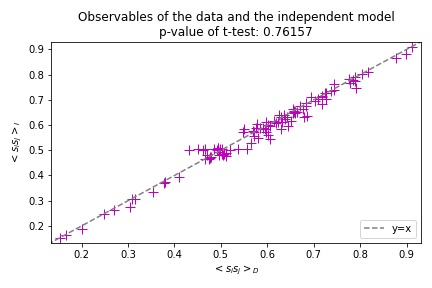 Observables of the data and the independent model
p-value of t-test: 0.76157
0.9
0.8
0.7
0.6
0.5
0.4
0.3
0.2
< s_i s_j >_I
y=x
0.2 0.3 0.4 0.5 0.6 0.7 0.8 0.9
< s_i s_j >_D